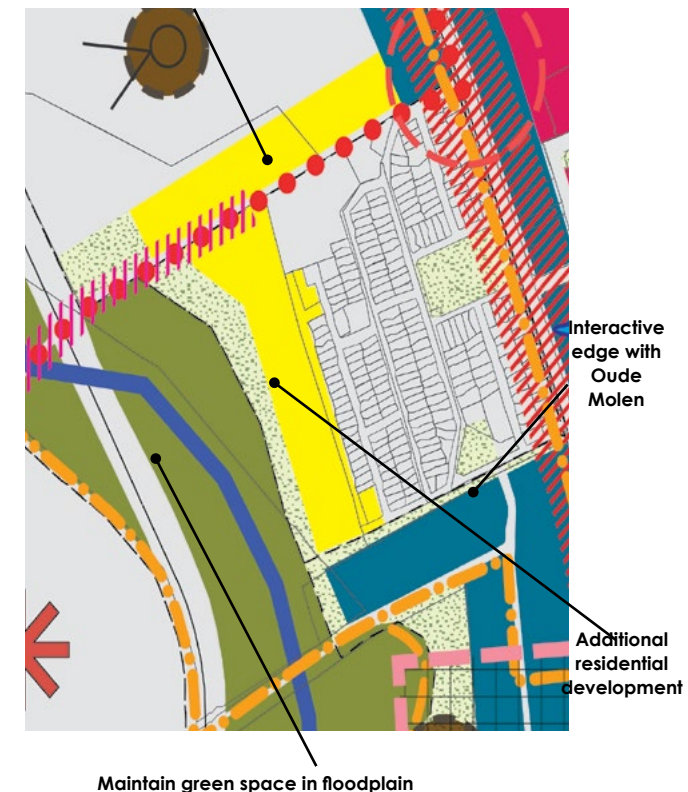 Interactive
edge with
Oude
Molen
Additional
residential
development
Maintain green space in floodplain